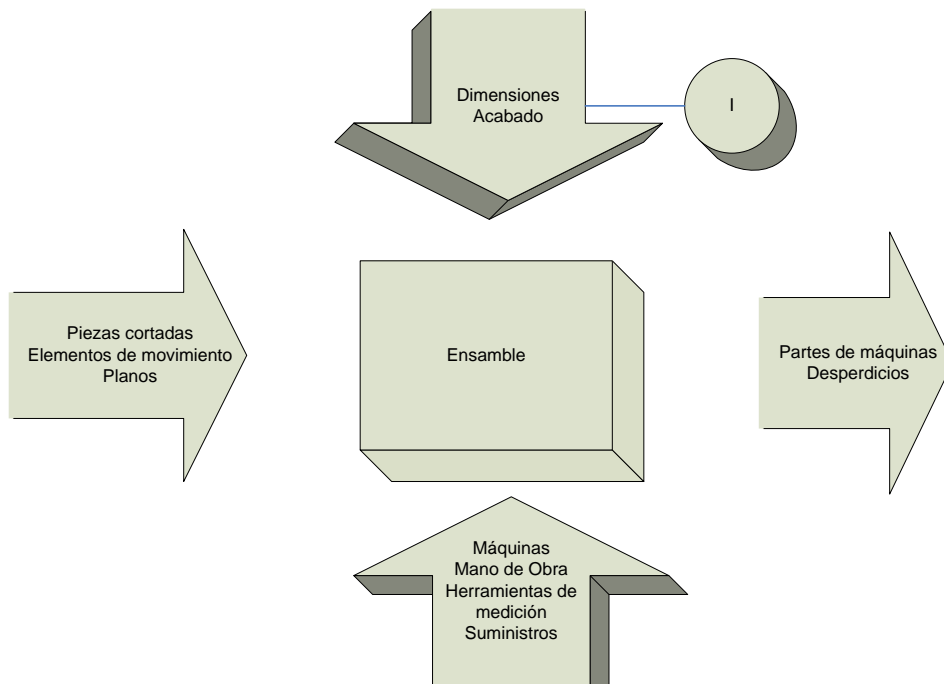 Dimensiones
Acabado
I
Piezas cortadas
Elementos de movimiento
Planos
Ensamble
Partes de máquinas
Desperdicios
Máquinas
Mano de Obra
Herramientas de
medición
Suministros